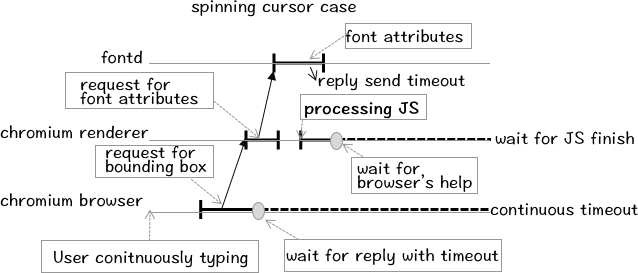 spinning cursor case
font attributes
fontd
reply send timeout
request for
font attributes
processing JS
chromium renderer
wait for JS finish
request for
bounding box
wait for
browser's help
chromium browser
continuous timeout
User conitnuously typing
wait for reply with timeout